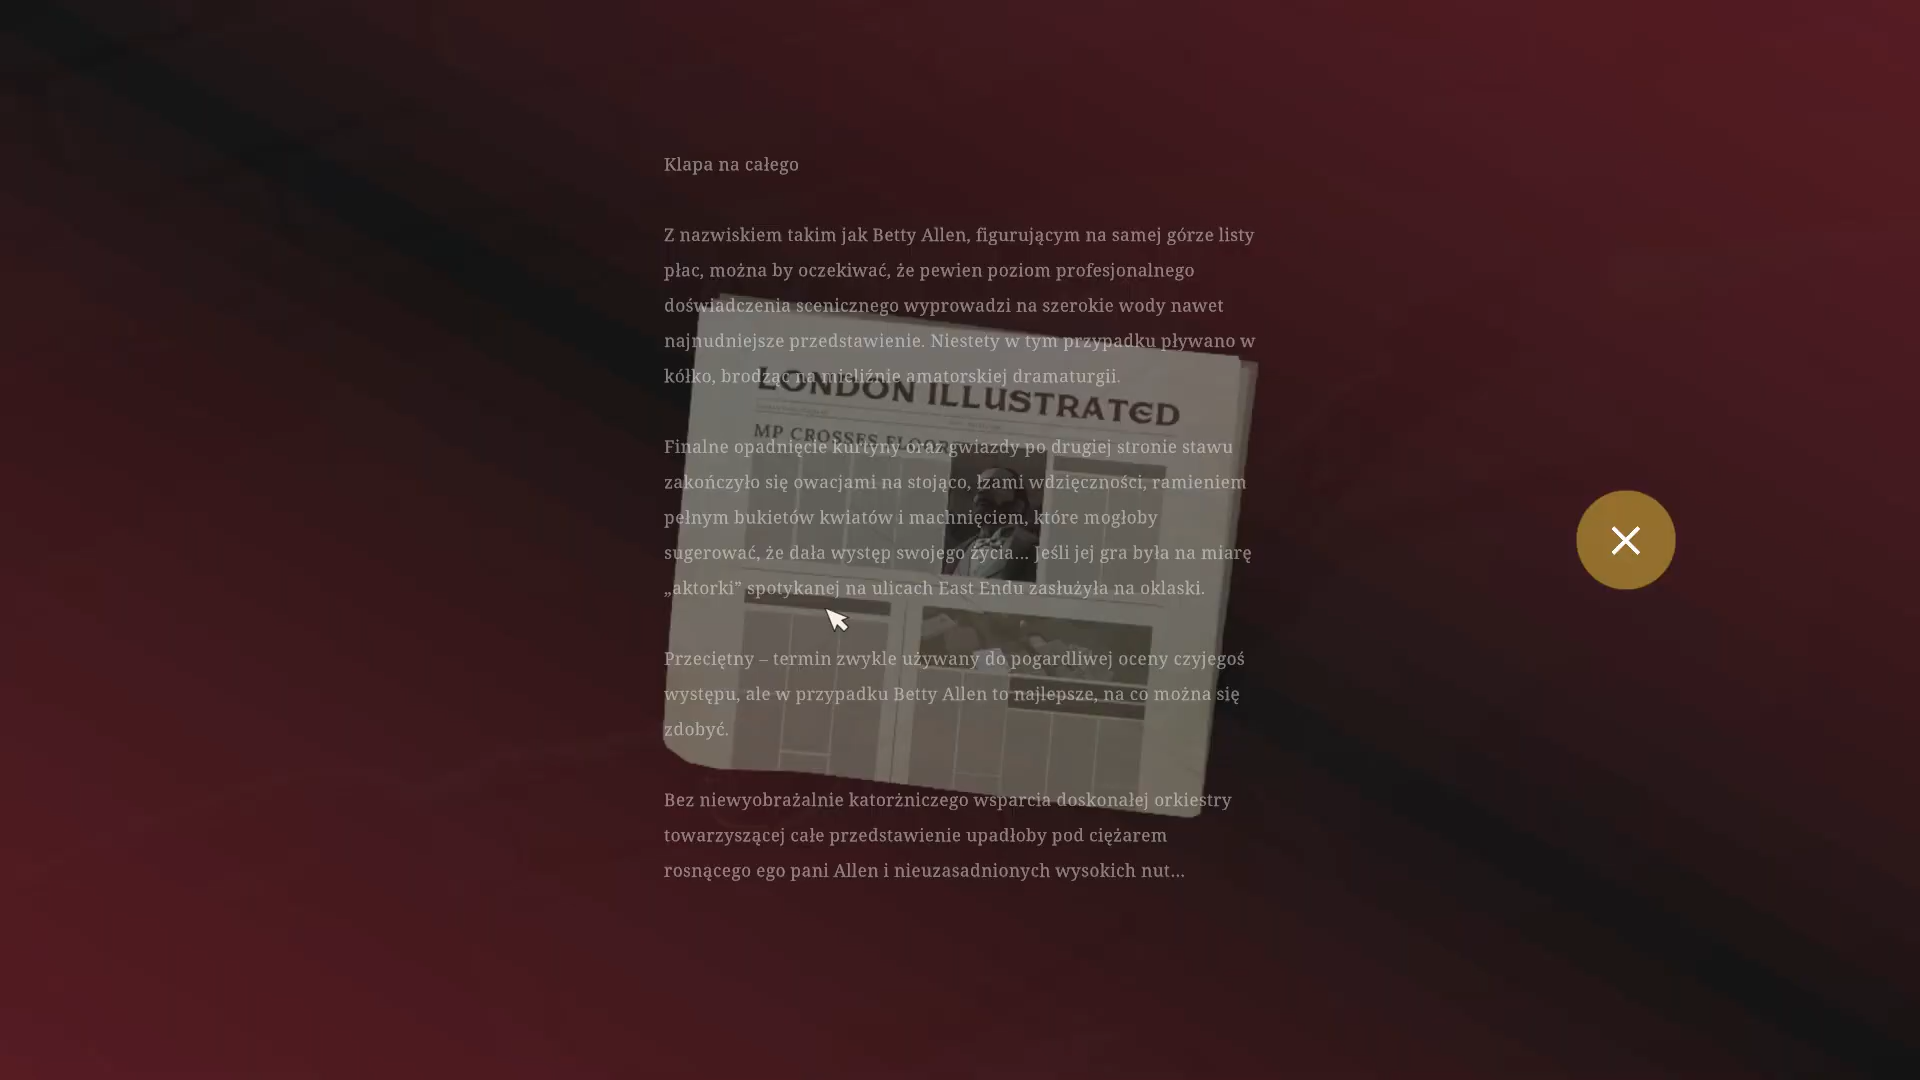 Klapa na całego
Z nazwiskiem takim jak Betty Allen, figurującym na samej górze listy
płac, można by oczekiwać, że pewien poziom profesjonalnego
doświadczenia scenicznego wyprowadzi na szerokie wody nawet
najnudniejsze przedstawienie. Niestety w tym przypadku pływano w
kółko, brodząc na mieliźnie amatorskiej dramaturgii.
LONDON ILLUSTRATED
MP CROSSES FLOOR
Finalne opadnięcie kurtyny oraz gwiazdy po drugiej stronie stawu
zakończyło się owacjami na stojąco, łzami wdzięczności, ramieniem
pełnym bukietów kwiatów i machnięciem, które mogłoby
sugerować, że dała występ swojego życia... Jeśli jej gra była na miarę
„aktorki” spotykanej na ulicach East Endu zasłużyła na oklaski.
Przeciętny – termin zwykle używany do pogardliwej oceny czyjegoś
występu, ale w przypadku Betty Allen to najlepsze, na co można się
zdobyć.
Bez niewyobrażalnie katorżniczego wsparcia doskonałej orkiestry
towarzyszącej całe przedstawienie upadłoby pod ciężarem
rosnącego ego pani Allen i nieuzasadnionych wysokich nut...